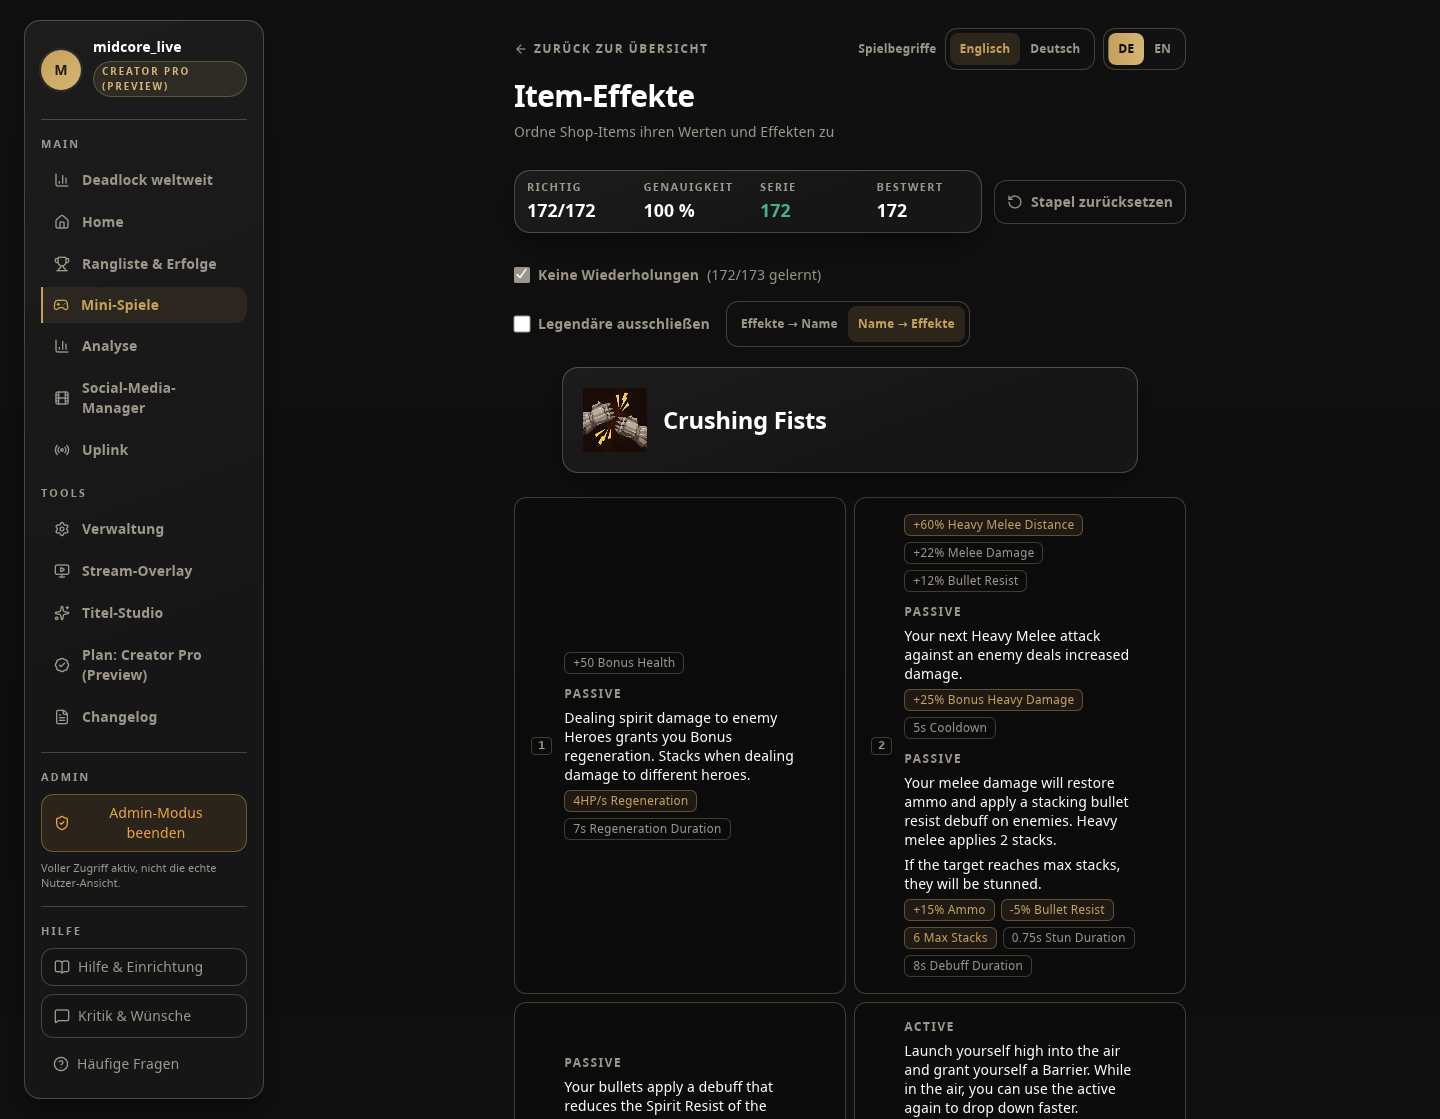 M
midcore_live
CREATOR PRO
(PREVIEW)
MAIN
Deadlock weltweit
Home
Rangliste & Erfolge
Mini-Spiele
Analyse
Social-Media-
Manager
Uplink
TOOLS
Verwaltung
Stream-Overlay
Titel-Studio
Plan: Creator Pro
(Preview)
Changelog
ADMIN
Admin-Modus
beenden
Voller Zugriff aktiv, nicht die echte
Nutzer-Ansicht.
HILFE
Hilfe & Einrichtung
Kritik & Wünsche
Häufige Fragen
← ZURÜCK ZUR ÜBERSICHT
Spielbegriffe Englisch Deutsch DE EN
Item-Effekte
Ordne Shop-Items ihren Werten und Effekten zu
RICHTIG GENAUIGKEIT SERIE BESTWERT
172/172 100 % 172 172
Stapel zurücksetzen
Keine Wiederholungen (172/173 gelernt)
Legendäre ausschließen Effekte → Name Name → Effekte
Crushing Fists
1
+50 Bonus Health
PASSIVE
Dealing spirit damage to enemy
Heroes grants you Bonus
regeneration. Stacks when dealing
damage to different heroes.
4HP/s Regeneration
7s Regeneration Duration
2
+60% Heavy Melee Distance
+22% Melee Damage
+12% Bullet Resist
PASSIVE
Your next Heavy Melee attack
against an enemy deals increased
damage.
+25% Bonus Heavy Damage
5s Cooldown
PASSIVE
Your melee damage will restore
ammo and apply a stacking bullet
resist debuff on enemies. Heavy
melee applies 2 stacks.
If the target reaches max stacks,
they will be stunned.
+15% Ammo -5% Bullet Resist
6 Max Stacks 0.75s Stun Duration
8s Debuff Duration
PASSIVE
Your bullets apply a debuff that
reduces the Spirit Resist of the
ACTIVE
Launch yourself high into the air
and grant yourself a Barrier. While
in the air, you can use the active
again to drop down faster.